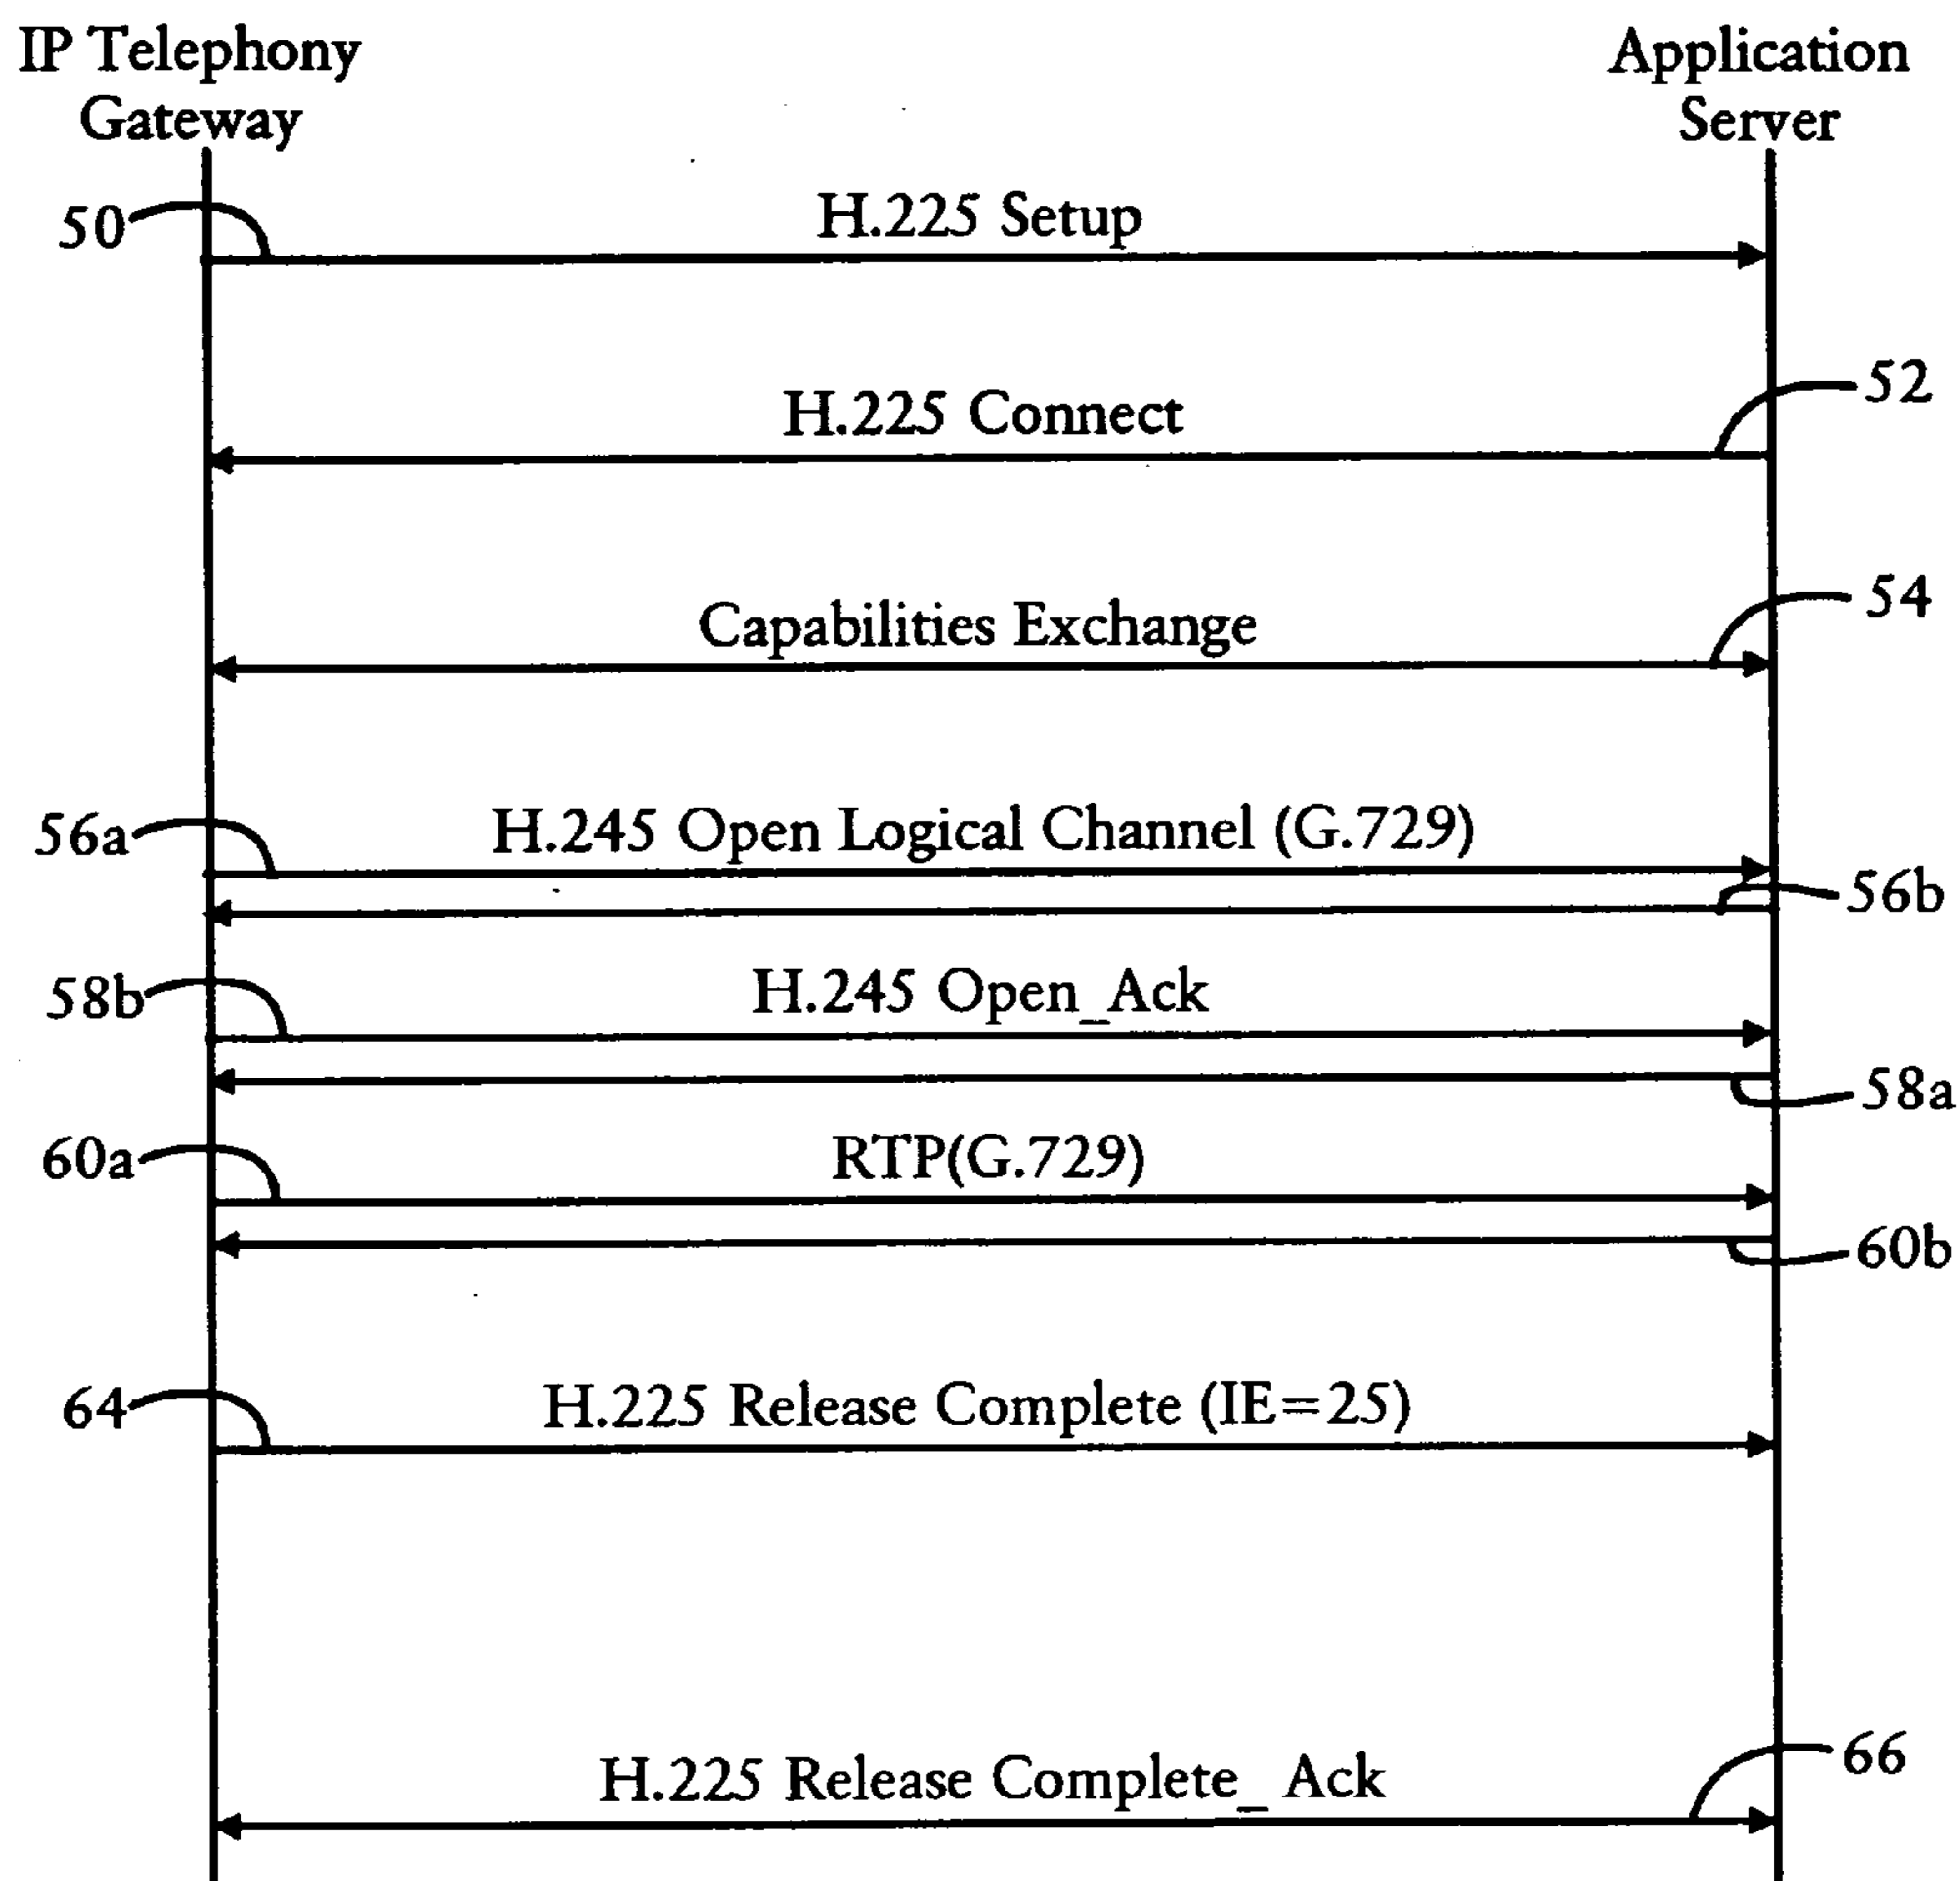 IP Telephony
Gateway
Application
Server
50
H.225 Setup
H.225 Connect
52
Capabilities Exchange
54
56a
H.245 Open Logical Channel (G.729)
56b
58b
H.245 Open_Ack
58a
60a
RTP(G.729)
60b
64
H.225 Release Complete (IE=25)
H.225 Release Complete_ Ack
66